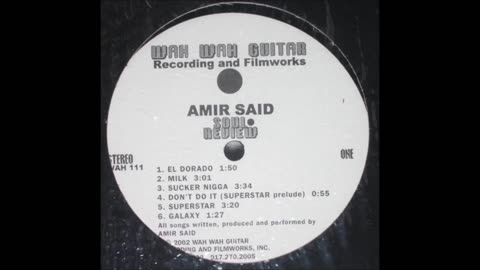 WAH WAH GUITAR
Recording and Filmworks
AMIR SAID
SOUL
REVIEW
STEREO
WAH 111
ONE
1. EL DORADO 1:50
2. MILK 3:01
3. SUCKER NIGGA 3:34
4. DON'T DO IT (SUPERSTAR prelude) 0:55
5. SUPERSTAR 3:20
6. GALAXY 1:27
All songs written, produced and performed by
AMIR SAID
© 2002 WAH WAH GUITAR
RECORDING AND FILMWORKS, INC.
917.270.2005